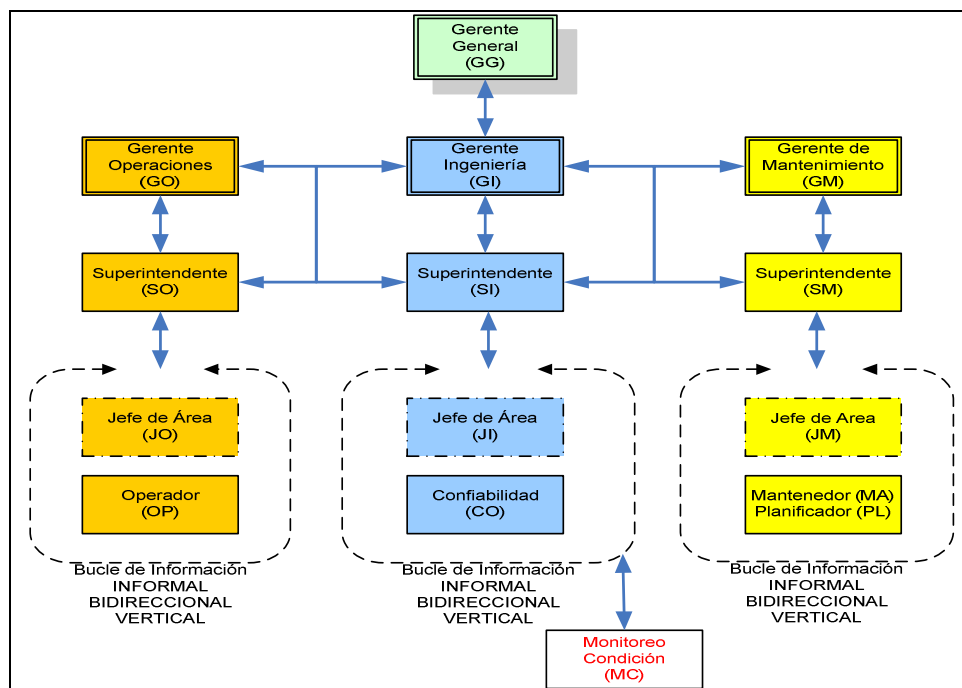 Gerente
General
(GG)
Gerente
Operaciones
(GO)
Gerente
Ingeniería
(GI)
Gerente de
Mantenimiento
(GM)
Superintendente
(SO)
Superintendente
(SI)
Superintendente
(SM)
Jefe de Área
(JO)
Jefe de Área
(JI)
Jefe de Area
(JM)
Operador
(OP)
Confiabilidad
(CO)
Mantenedor (MA)
Planificador (PL)
Bucle de Información
INFORMAL
BIDIRECCIONAL
VERTICAL
Bucle de Información
INFORMAL
BIDIRECCIONAL
VERTICAL
Bucle de Información
INFORMAL
BIDIRECCIONAL
VERTICAL
Monitoreo
Condición
(MC)